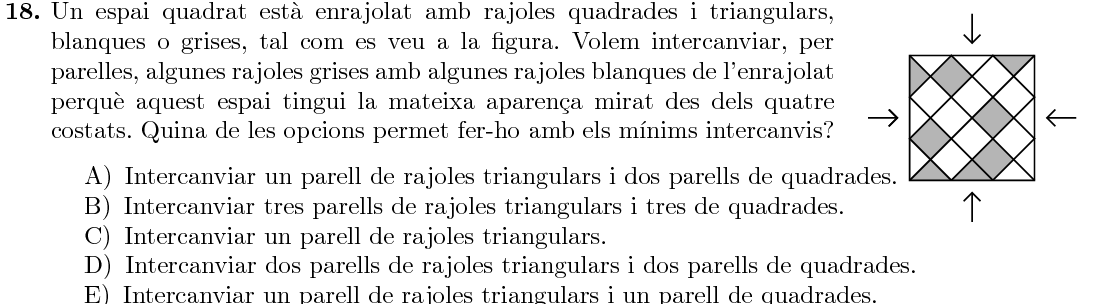 18. Un espai quadrat està enrajolat amb rajoles quadrades i triangulars,
blanques o grises, tal com es veu a la figura. Volem intercanviar, per
parelles, algunes rajoles grises amb algunes rajoles blanques de l'enrajolat
perquè aquest espai tingui la mateixa aparença mirat des dels quatre
costats. Quina de les opcions permet fer-ho amb els mínims intercanvis?
A) Intercanviar un parell de rajoles triangulars i dos parells de quadrades.
B) Intercanviar tres parells de rajoles triangulars i tres de quadrades.
C) Intercanviar un parell de rajoles triangulars.
D) Intercanviar dos parells de rajoles triangulars i dos parells de quadrades.
E) Intercanviar un parell de rajoles triangulars i un parell de quadrades.